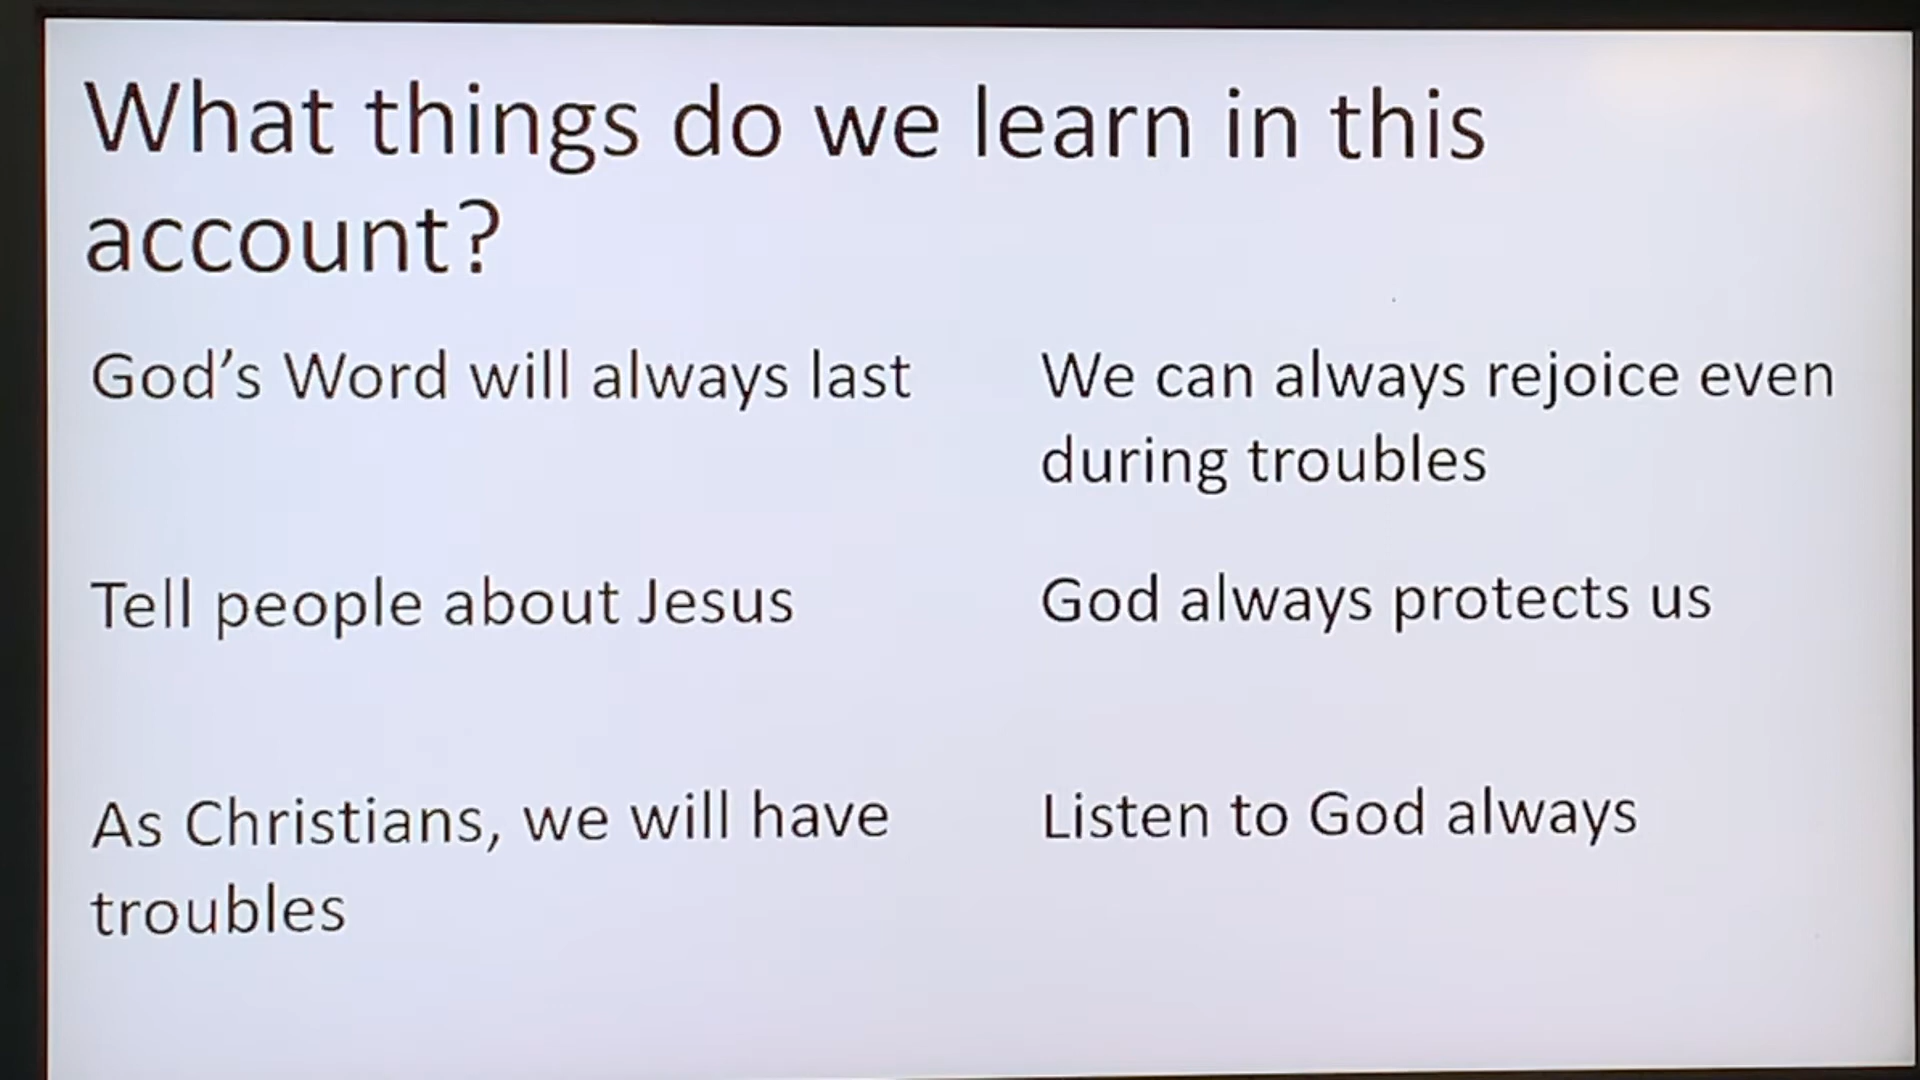 What things do we learn in this
account?
God's Word will always last
We can always rejoice even
during troubles
Tell people about Jesus
God always protects us
As Christians, we will have
troubles
Listen to God always